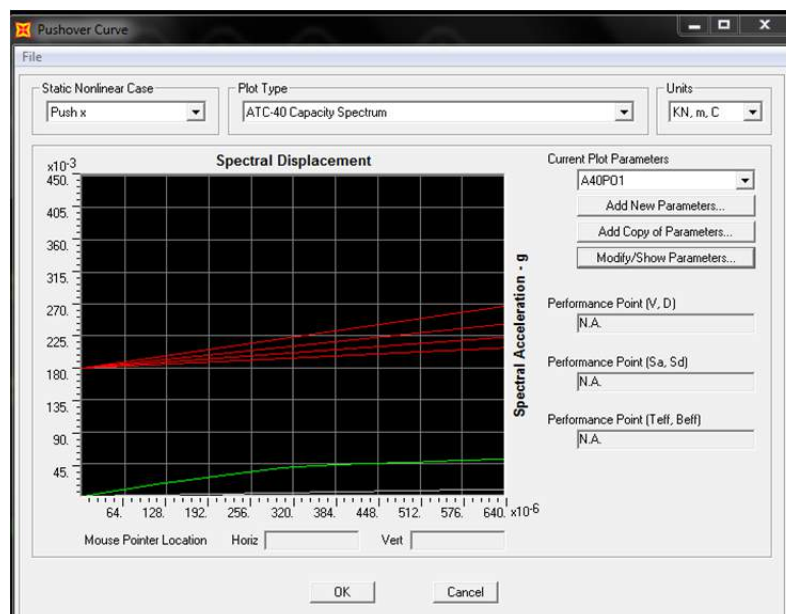 Pushover Curve
File
Static Nonlinear Case
Push x
Plot Type
ATC-40 Capacity Spectrum
Units
KN, m, C
Spectral Displacement
x10-3
450.
405.
360.
315.
270.
225.
180.
135.
90.
45.
64. 128. 192. 256. 320. 384. 448. 512. 576. 640. x10-6
Spectral Acceleration - g
Mouse Pointer Location Horiz Vert
Current Plot Parameters
A40PO1
Add New Parameters...
Add Copy of Parameters...
Modify/Show Parameters...
Performance Point (V, D)
N.A.
Performance Point (Sa, Sd)
N.A.
Performance Point (Teff, Beff)
N.A.
OK Cancel